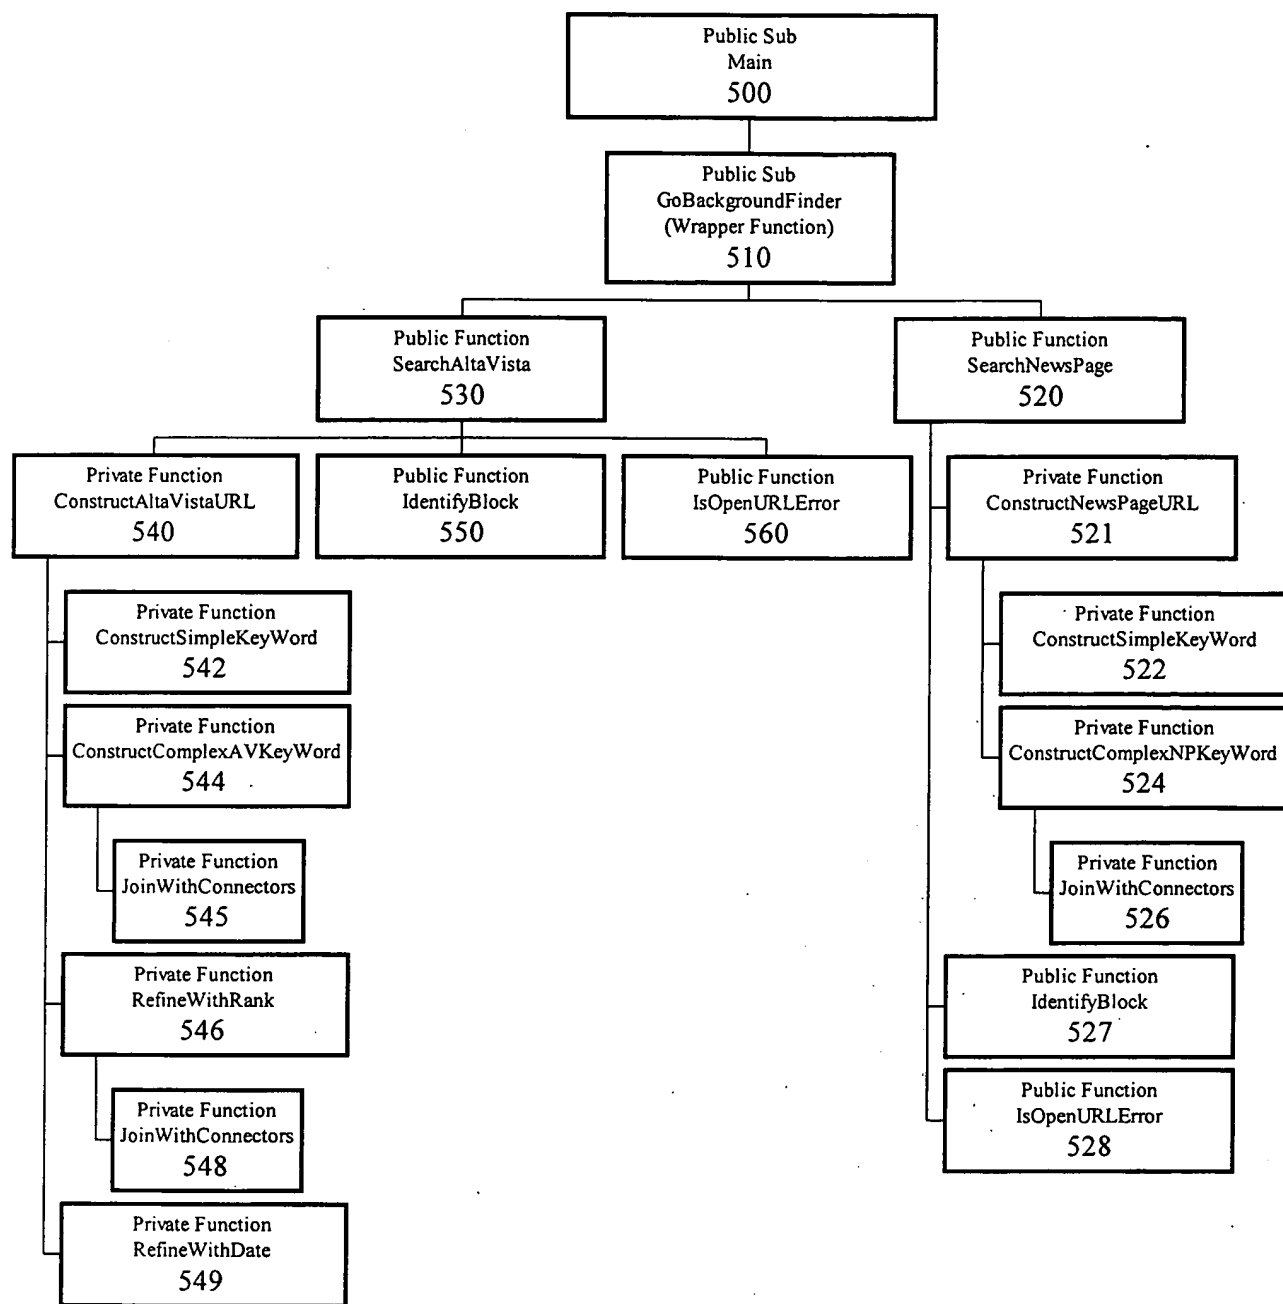 Public Sub
Main
500
Public Sub
GoBackgroundFinder
(Wrapper Function)
510
Public Function
SearchAltaVista
530
Public Function
SearchNewsPage
520
Private Function
ConstructAltaVistaURL
540
Public Function
IdentifyBlock
550
Public Function
IsOpenURLError
560
Private Function
ConstructNewsPageURL
521
Private Function
ConstructSimpleKeyWord
542
Private Function
ConstructSimpleKeyWord
522
Private Function
ConstructComplexAVKeyWord
544
Private Function
ConstructComplexNPKeyWord
524
Private Function
JoinWithConnectors
545
Private Function
JoinWithConnectors
526
Private Function
RefineWithRank
546
Public Function
IdentifyBlock
527
Private Function
JoinWithConnectors
548
Public Function
IsOpenURLError
528
Private Function
RefineWithDate
549